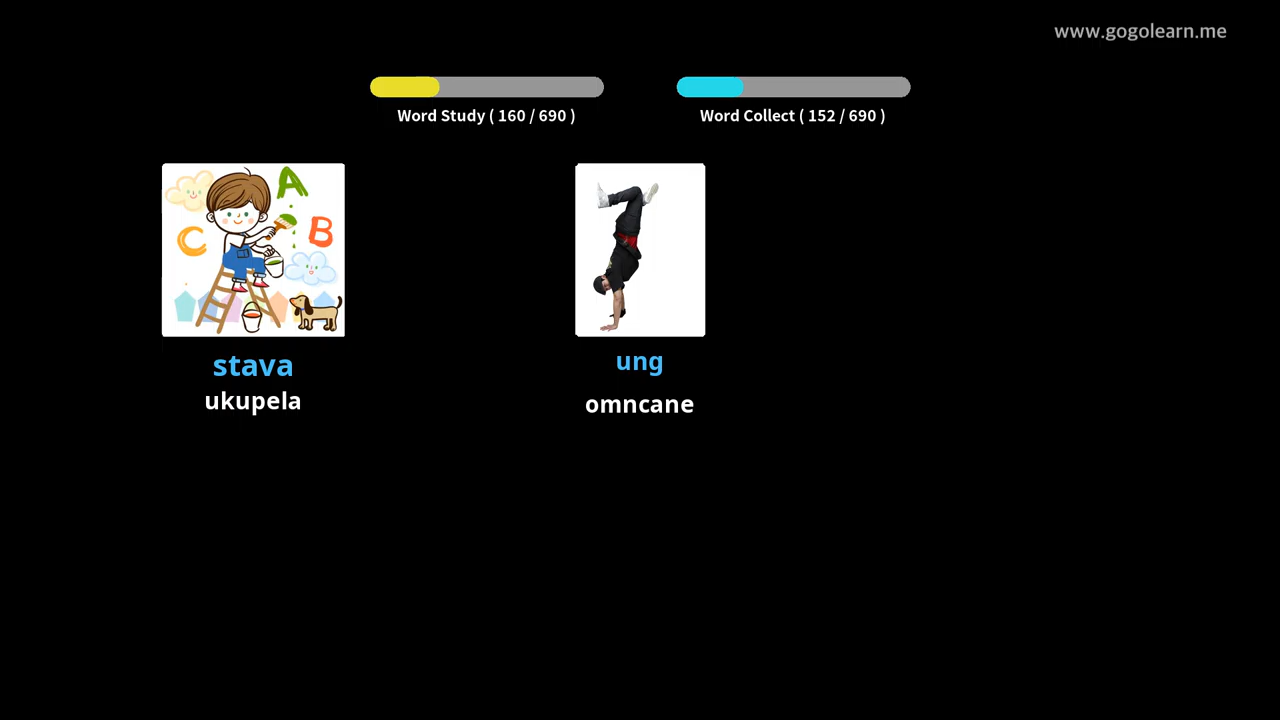 www.gogolearn.me
Word Study ( 160 / 690 )
Word Collect ( 152 / 690 )
A
B
C
stava
ukupela
ung
omncane